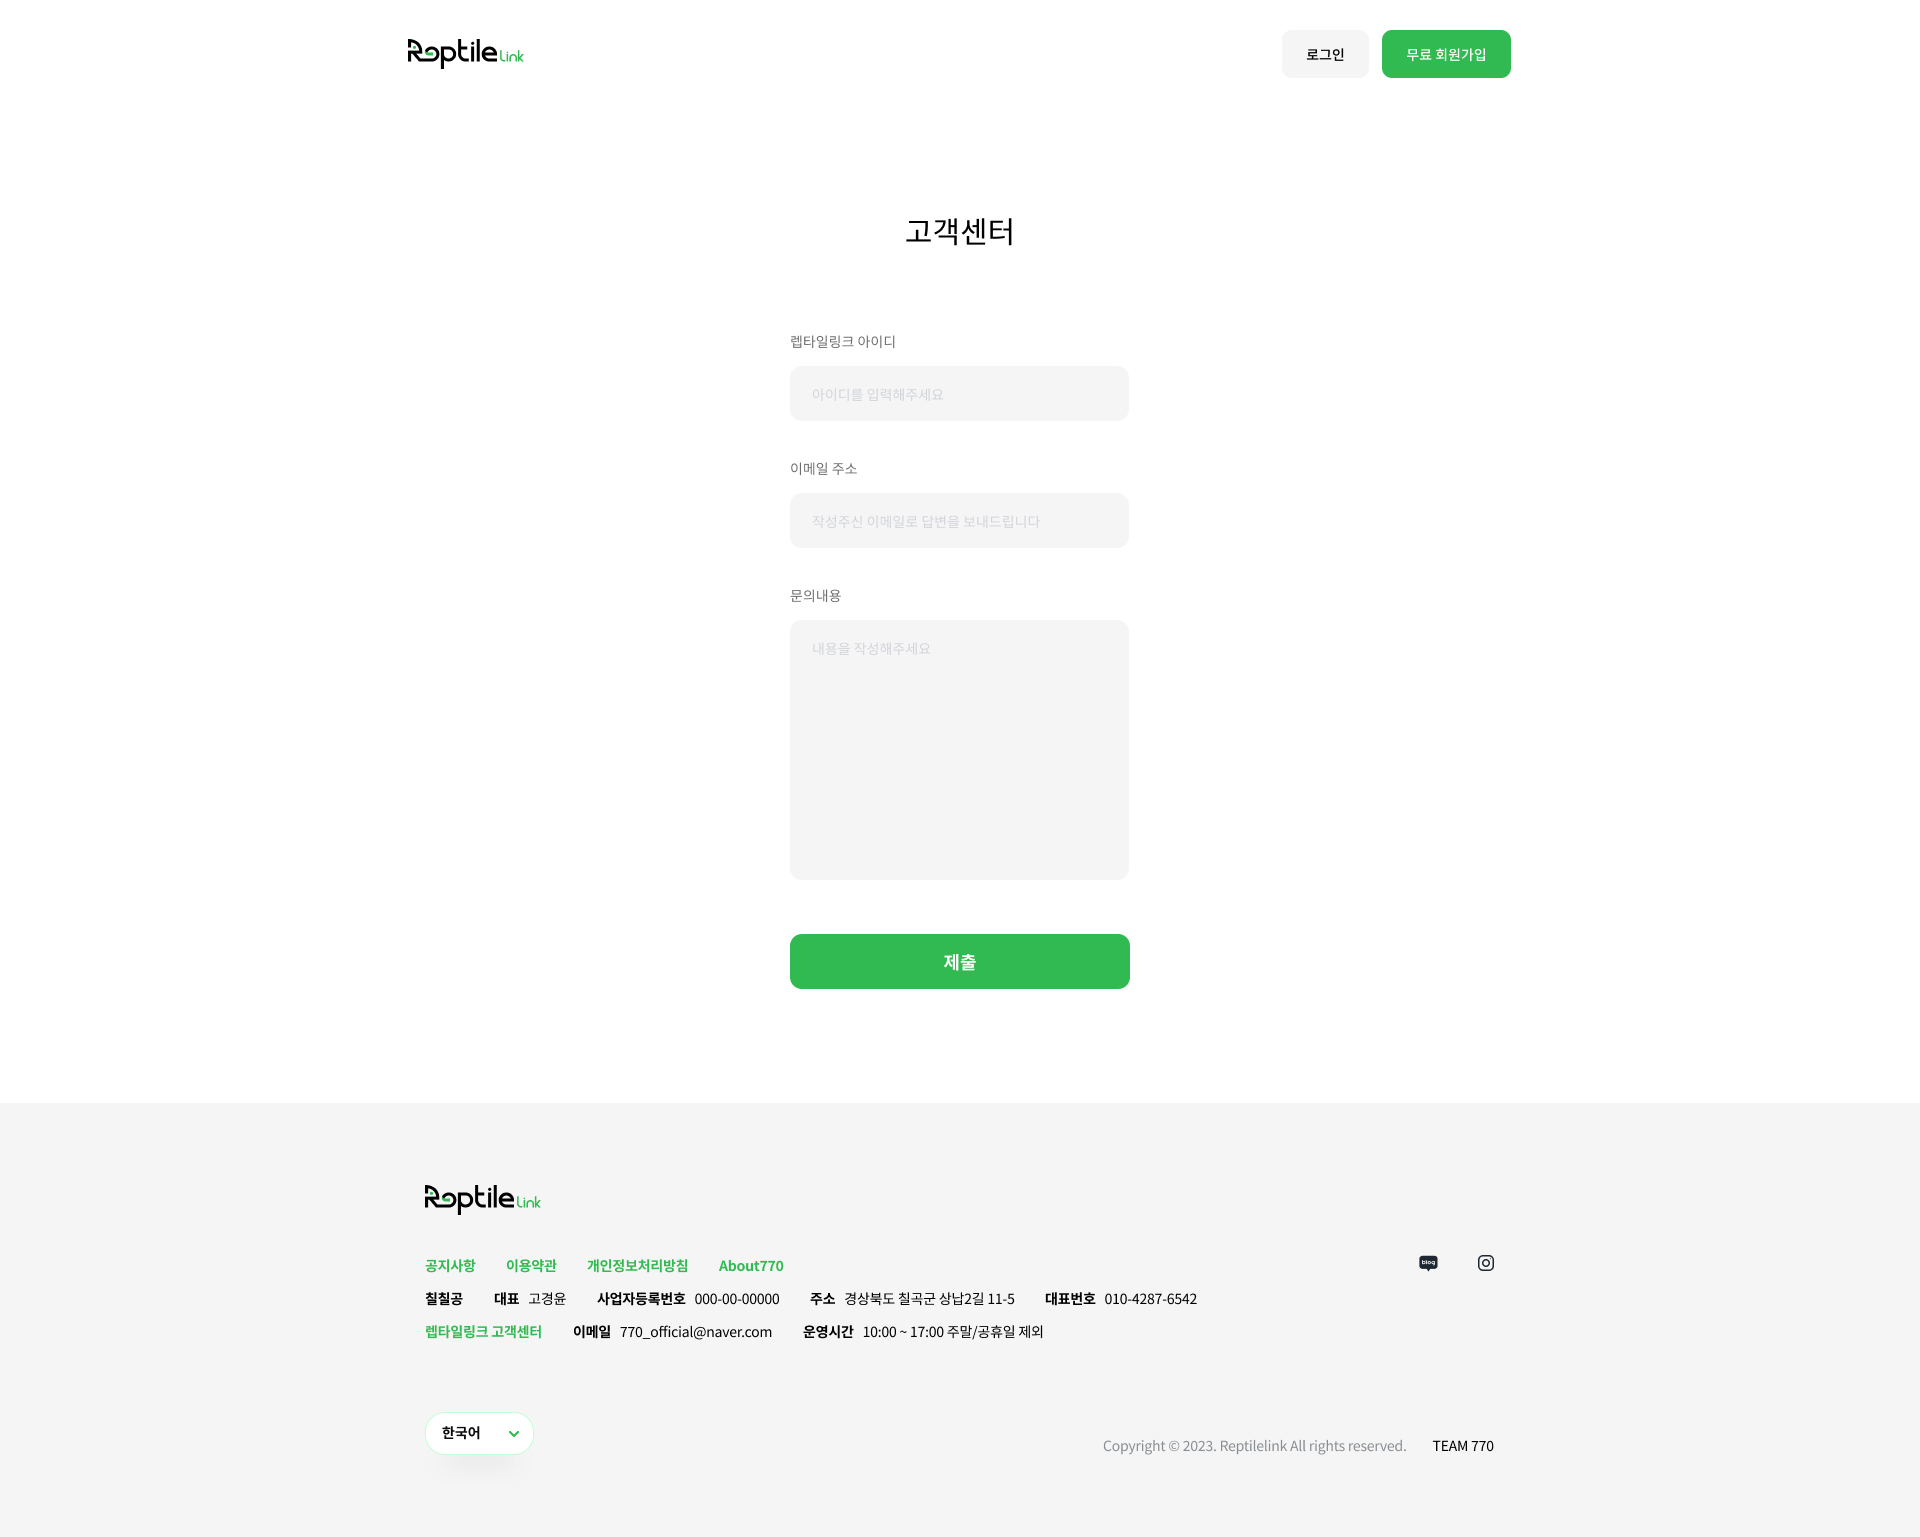 Reptile Link
로그인
무료 회원가입
고객센터
렙타일링크 아이디
아이디를 입력해주세요
이메일 주소
작성주신 이메일로 답변을 보내드립니다
문의내용
내용을 작성해주세요
제출
Reptile Link
공지사항 이용약관 개인정보처리방침 About770
blog
칠칠공 대표 고경윤 사업자등록번호 000-00-00000 주소 경상북도 칠곡군 상납2길 11-5 대표번호 010-4287-6542
렙타일링크 고객센터 이메일 770_official@naver.com 운영시간 10:00 ~ 17:00 주말/공휴일 제외
한국어
Copyright © 2023. Reptilelink All rights reserved. TEAM 770